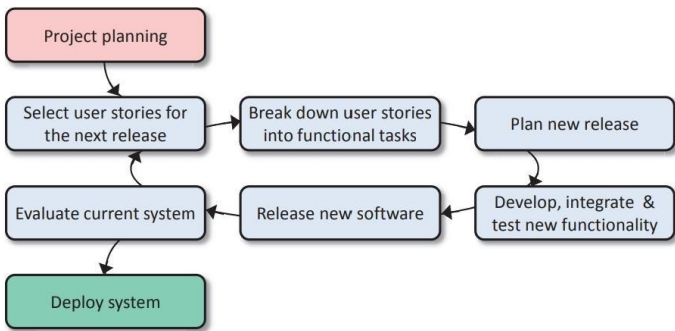 Project planning
Select user stories for
the next release
Break down user stories
into functional tasks
Plan new release
Evaluate current system
Release new software
Develop, integrate &
test new functionality
Deploy system